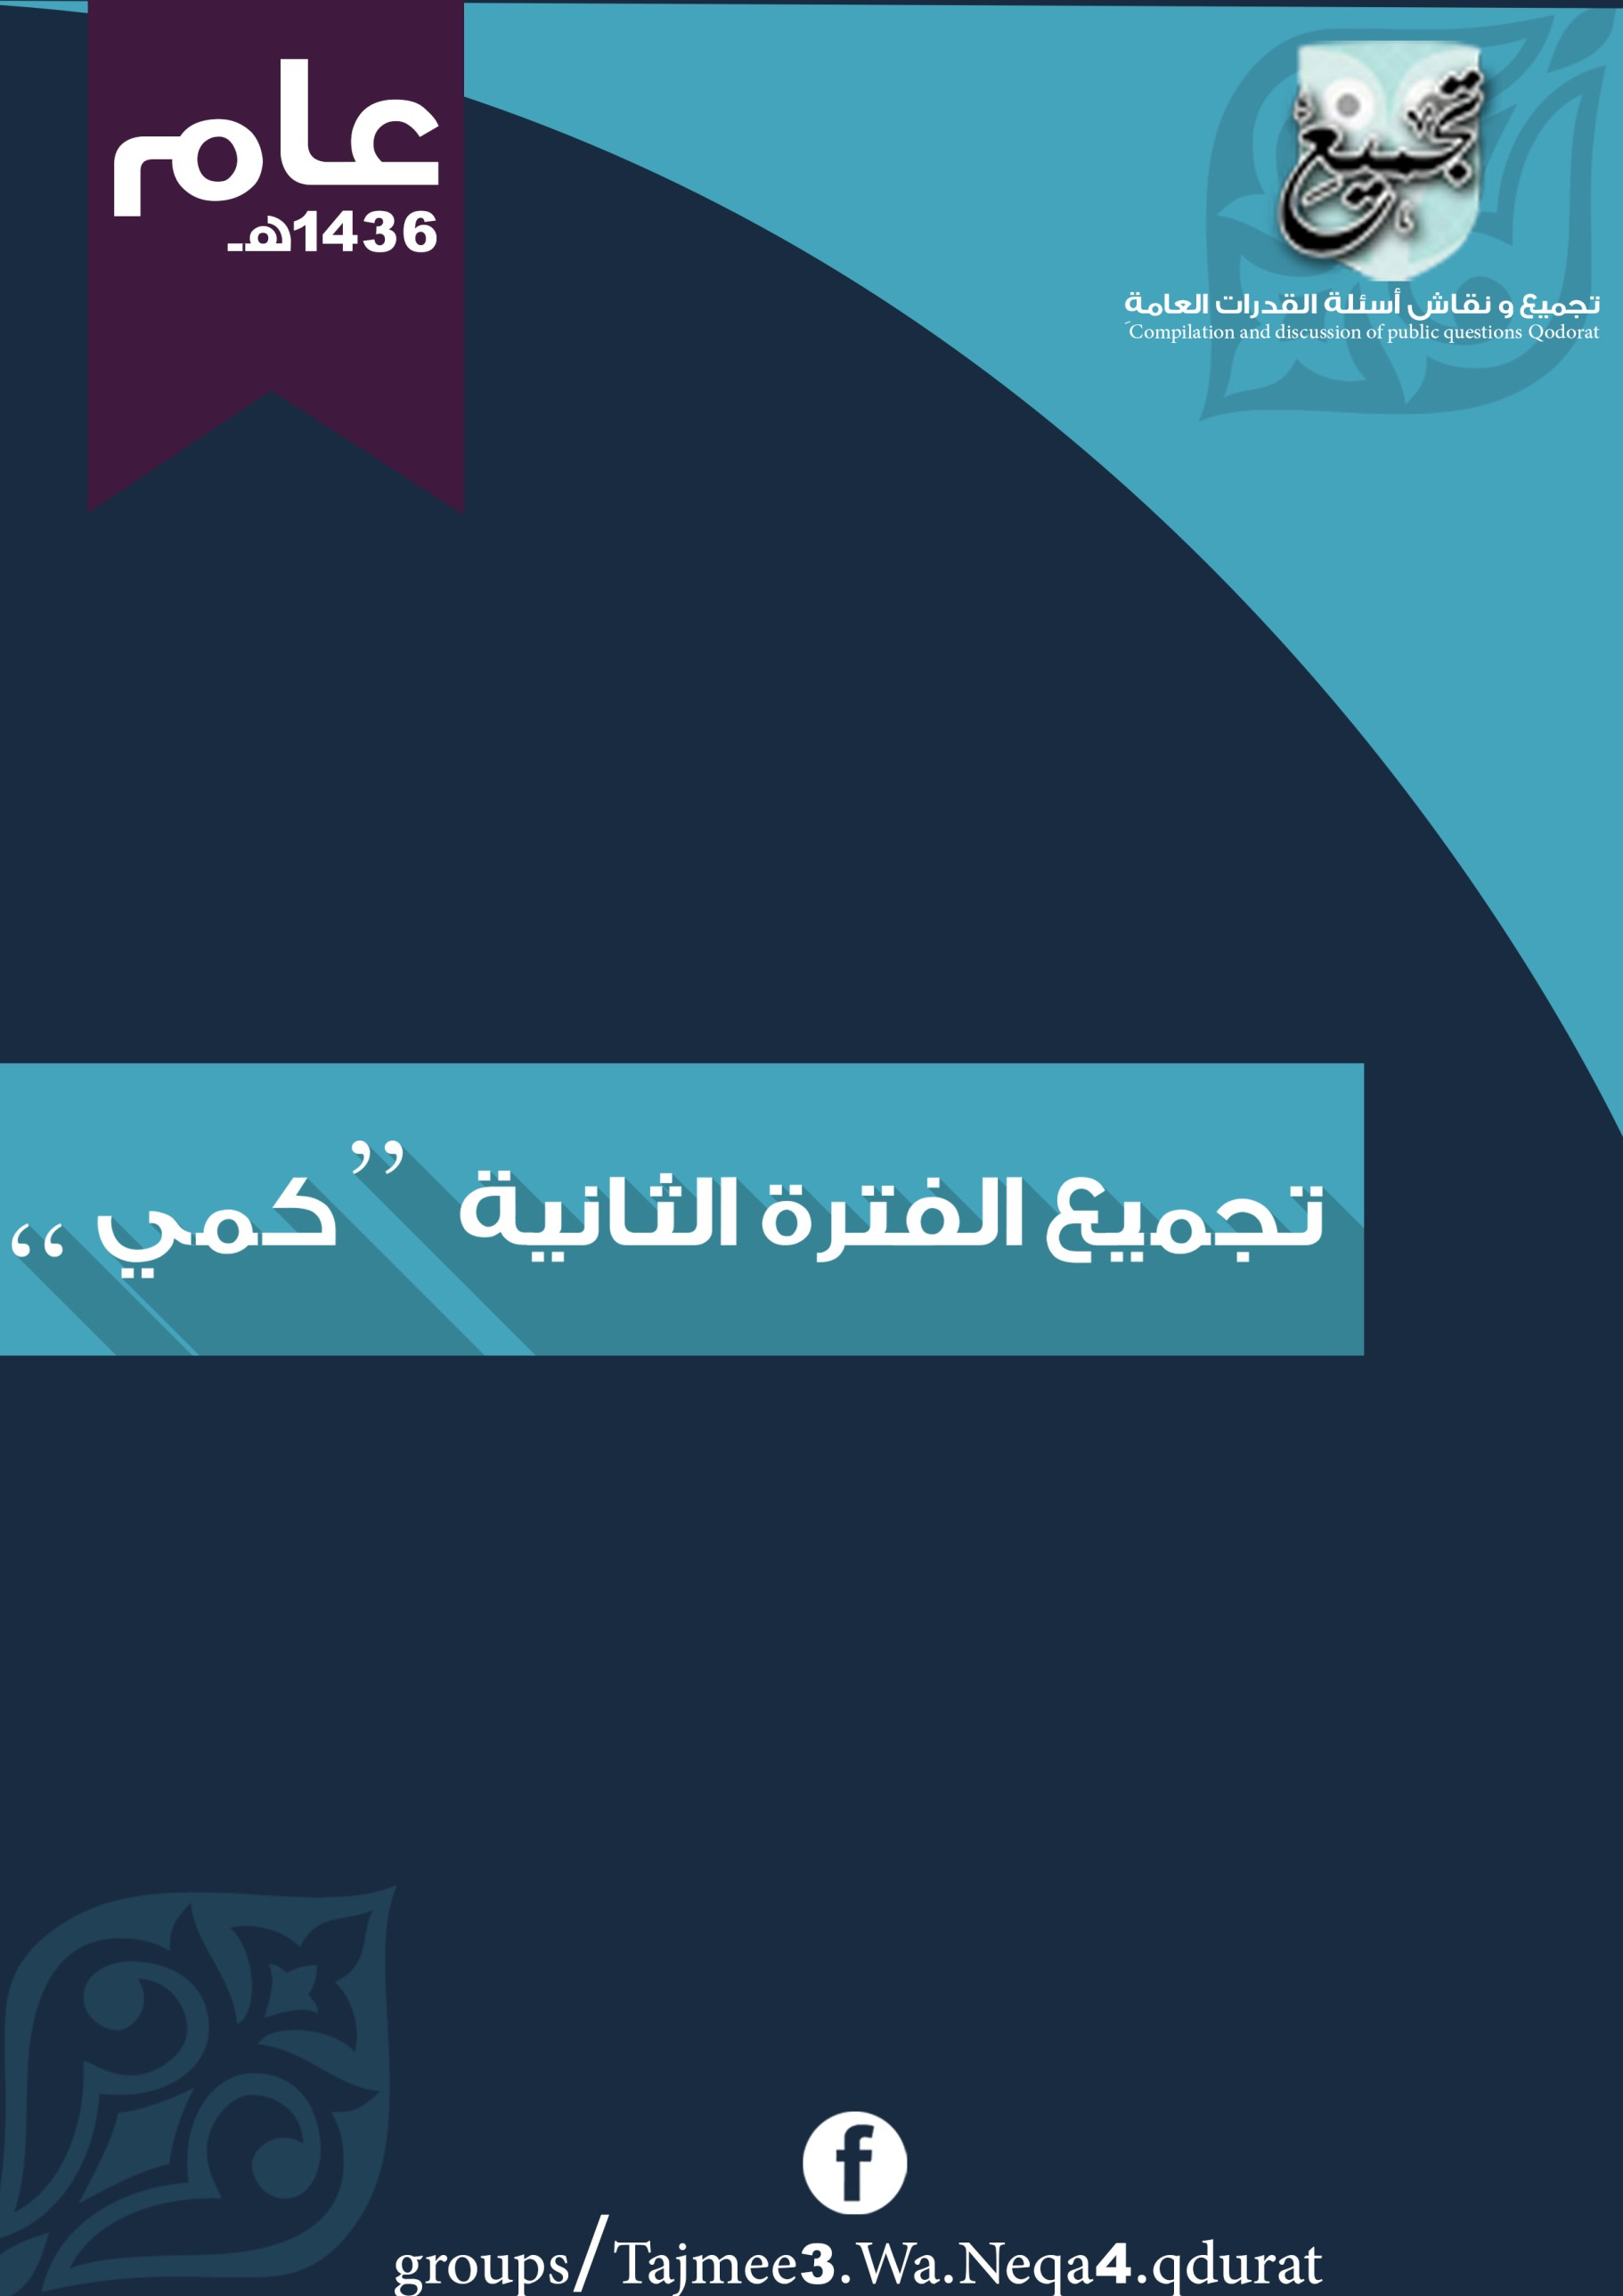 عام
1436هـ
تجميع و نقاش
تجميع و نقاش أسئلة القدرات العامة
Compilation and discussion of public questions Qodorat
تجميع الفترة الثانية ”كمي“
f
groups/Tajmee3.Wa.Neqa4.qdurat